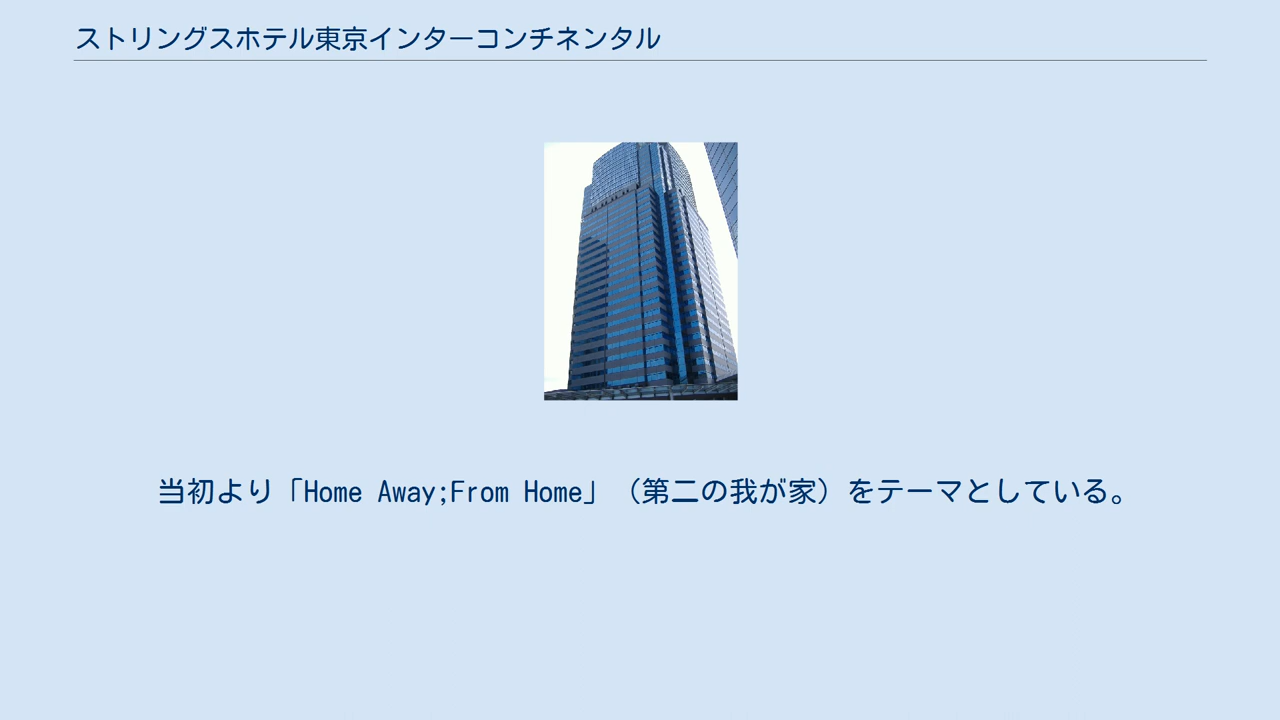 ストリングスホテル東京インターコンチネンタル
当初より「Home Away;From Home」（第二の我が家）をテーマとしている。